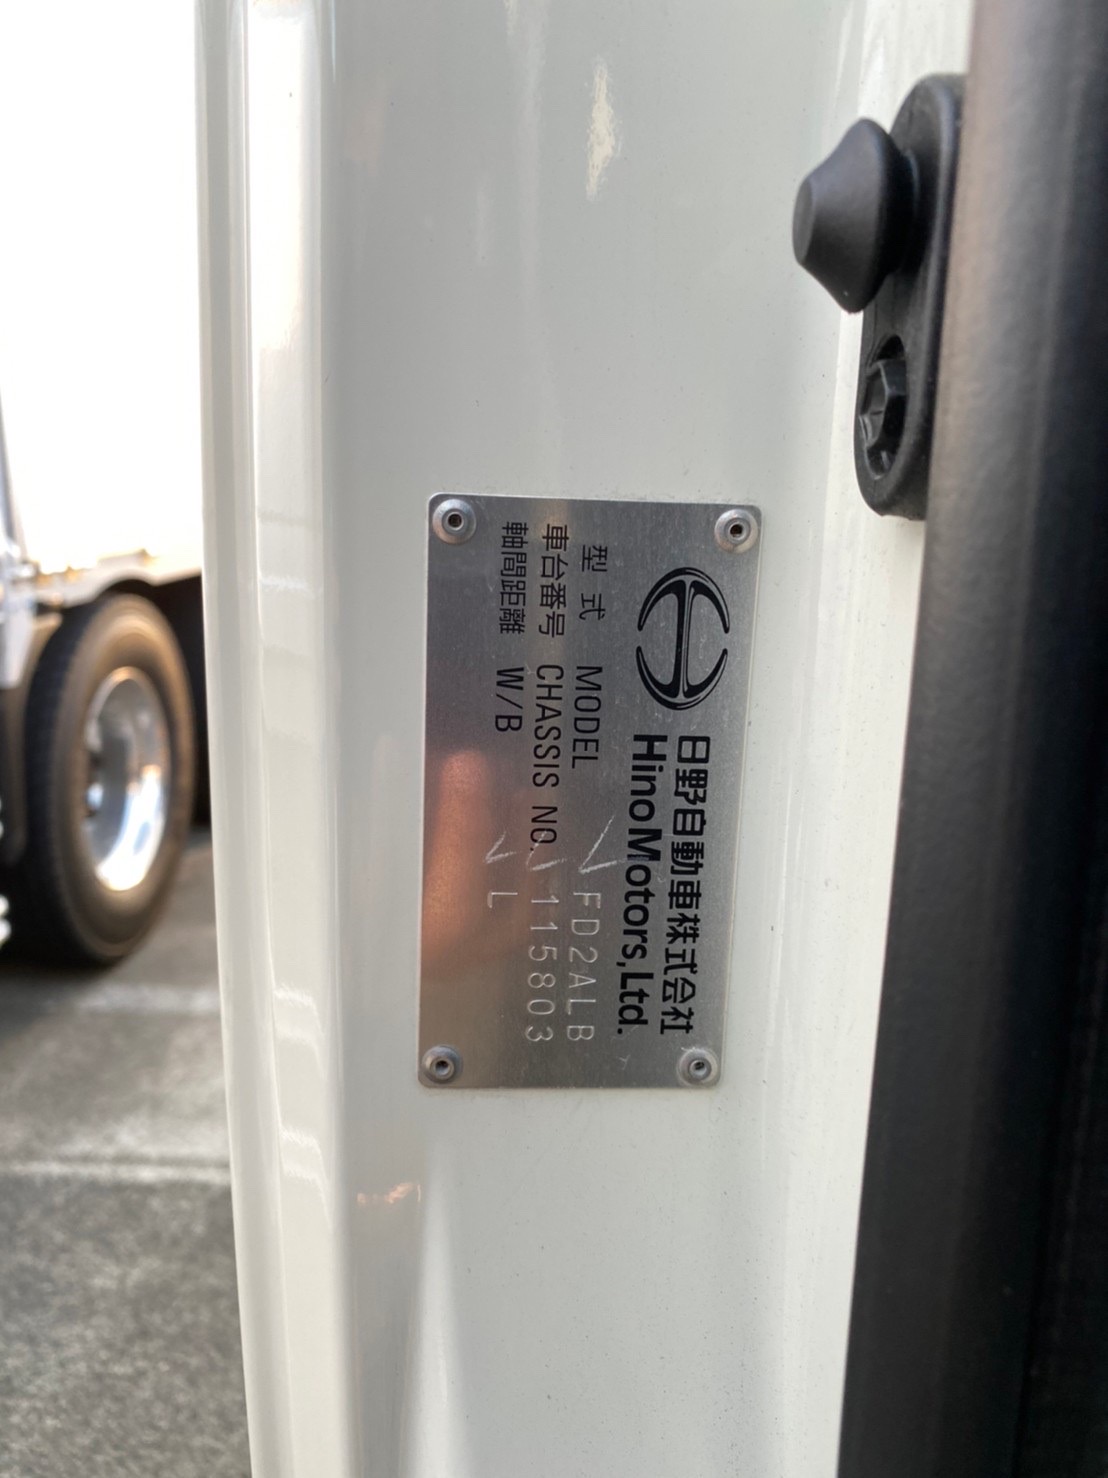 日野自動車株式会社
Hino Motors,Ltd.
型式 MODEL FD2ALB
車台番号 CHASSIS NO. 115803
軸間距離 W/B L